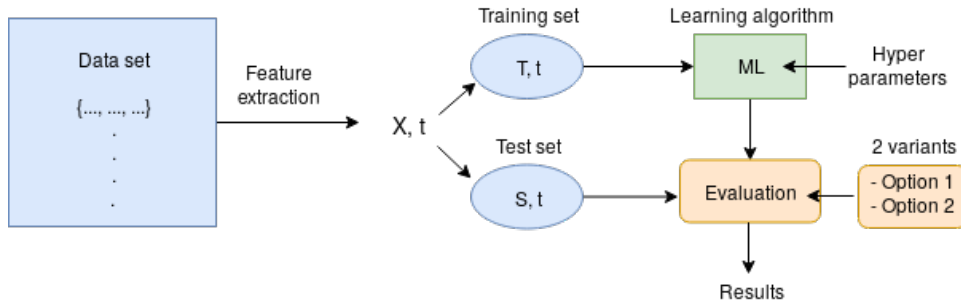 Data set
{..., ..., ...}
.
.
.
.
Feature
extraction
X, t
Training set
T, t
Test set
S, t
Learning algorithm
ML
Hyper
parameters
Evaluation
2 variants
- Option 1
- Option 2
Results